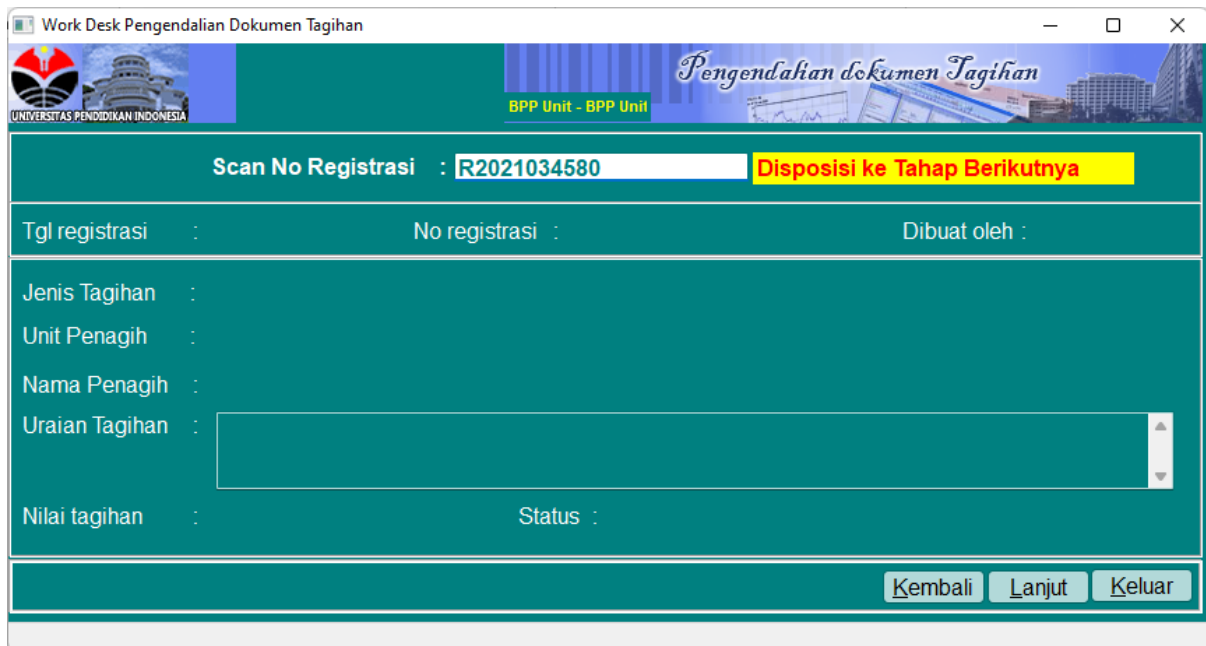 Work Desk Pengendalian Dokumen Tagihan
UNIVERSITAS PENDIDIKAN INDONESIA
Pengendalian dokumen Tagihan
BPP Unit - BPP Unit
Scan No Registrasi : R2021034580 Disposisi ke Tahap Berikutnya
Tgl registrasi : No registrasi : Dibuat oleh :
Jenis Tagihan :
Unit Penagih :
Nama Penagih :
Uraian Tagihan :
Nilai tagihan : Status :
Kembali Lanjut Keluar